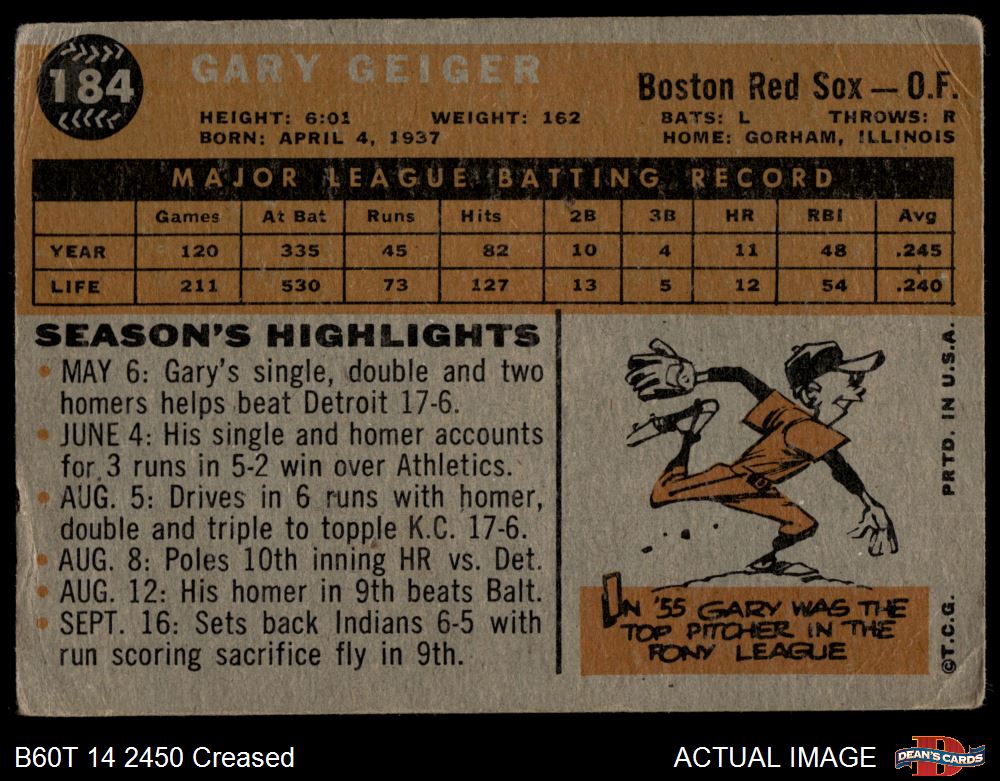 184
GARY GEIGER
Boston Red Sox — O.F.
HEIGHT: 6:01 WEIGHT: 162 BATS: L THROWS: R
BORN: APRIL 4, 1937 HOME: GORHAM, ILLINOIS
MAJOR LEAGUE BATTING RECORD
Games At Bat Runs Hits 2B 3B HR RBI Avg
YEAR 120 335 45 82 10 4 11 48 .245
LIFE 211 530 73 127 13 5 12 54 .240
SEASON'S HIGHLIGHTS
• MAY 6: Gary's single, double and two
homers helps beat Detroit 17-6.
• JUNE 4: His single and homer accounts
for 3 runs in 5-2 win over Athletics.
• AUG. 5: Drives in 6 runs with homer,
double and triple to topple K.C. 17-6.
• AUG. 8: Poles 10th inning HR vs. Det.
• AUG. 12: His homer in 9th beats Balt.
• SEPT. 16: Sets back Indians 6-5 with
run scoring sacrifice fly in 9th.
IN '55 GARY WAS THE
TOP PITCHER IN THE
PONY LEAGUE
©T.C.G. PRTD. IN U.S.A.
B60T 14 2450 Creased
ACTUAL IMAGE
D
DEAN'S CARDS